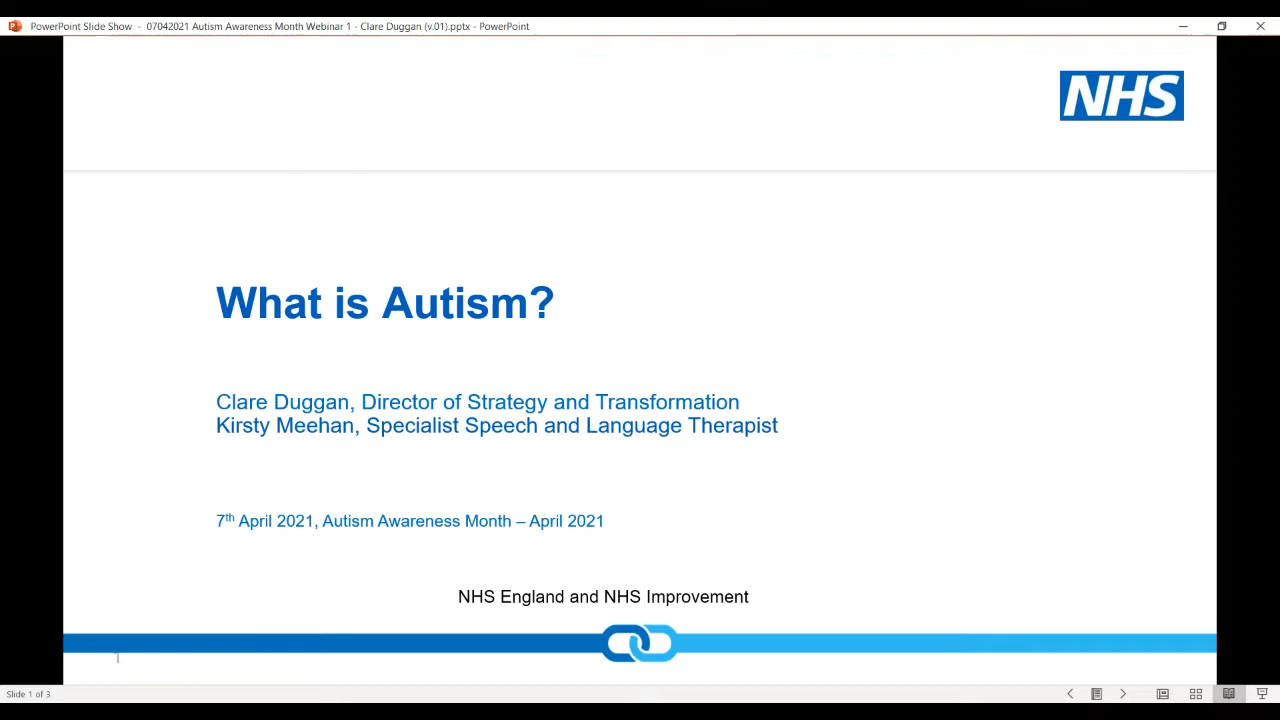 PowerPoint Slide Show - 07042021 Autism Awareness Month Webinar 1 - Clare Duggan (v.01).pptx - PowerPoint
NHS
What is Autism?
Clare Duggan, Director of Strategy and Transformation
Kirsty Meehan, Specialist Speech and Language Therapist
7th April 2021, Autism Awareness Month – April 2021
NHS England and NHS Improvement
1
Slide 1 of 3